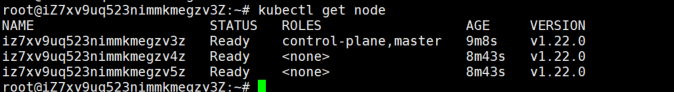 root@iZ7xv9uq523nimmkmegzv3Z:~# kubectl get node
NAME STATUS ROLES AGE VERSION
iz7xv9uq523nimmkmegzv3z Ready control-plane,master 9m8s v1.22.0
iz7xv9uq523nimmkmegzv4z Ready <none> 8m43s v1.22.0
iz7xv9uq523nimmkmegzv5z Ready <none> 8m43s v1.22.0
root@iZ7xv9uq523nimmkmegzv3Z:~#